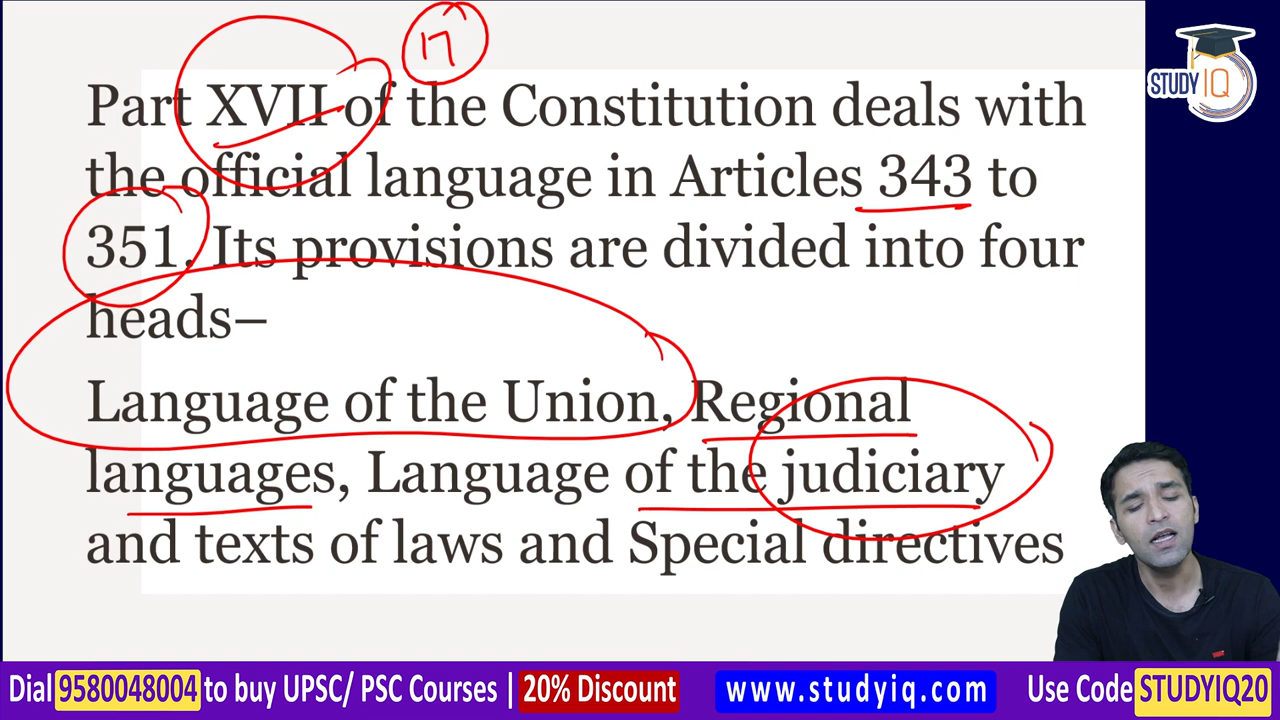 17
STUDY IQ
Part XVII of the Constitution deals with
the official language in Articles 343 to
351. Its provisions are divided into four
heads–
Language of the Union, Regional
languages, Language of the judiciary
and texts of laws and Special directives
Dial 9580048004 to buy UPSC/ PSC Courses | 20% Discount www.studyiq.com Use Code STUDYIQ20